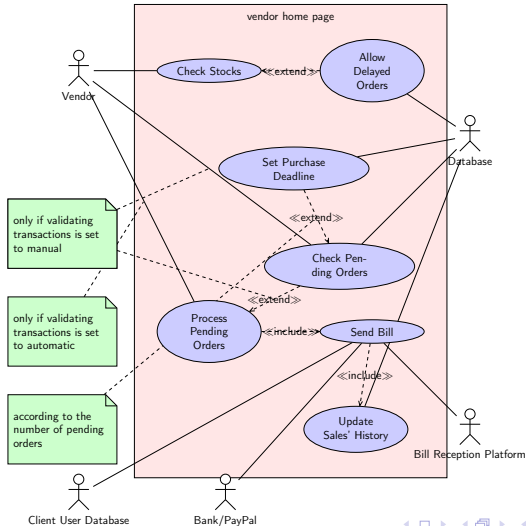 vendor home page
Check Stocks
≪extend≫
Allow
Delayed
Orders
Vendor
Database
Set Purchase
Deadline
only if validating
transactions is set
to manual
≪extend≫
Check Pen-
ding Orders
≪extend≫
only if validating
transactions is set
to automatic
Process
Pending
Orders
≪include≫
Send Bill
≪include≫
according to the
number of pending
orders
Update
Sales' History
Bill Reception Platform
Client User Database
Bank/PayPal